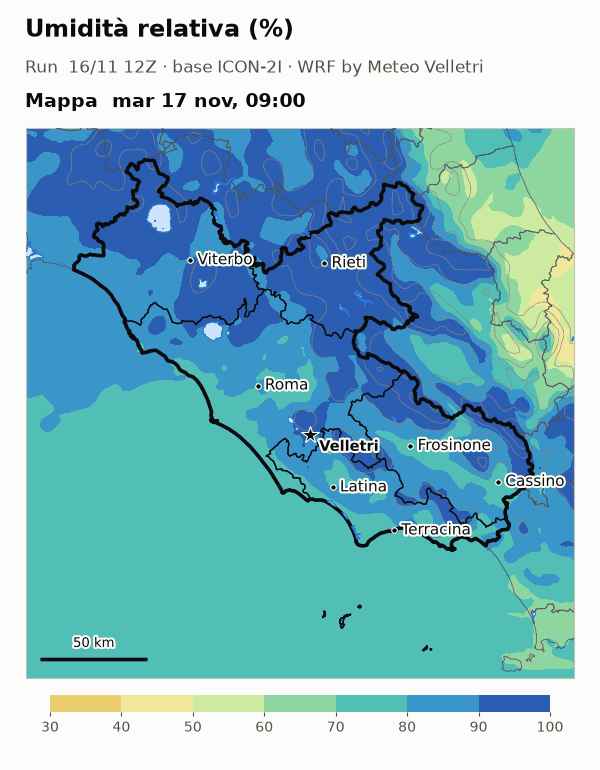 Umidità relativa (%)
Run  16/11 12Z · base ICON-2I · WRF by Meteo Velletri
Mappa  mar 17 nov, 09:00
Viterbo
Rieti
Roma
Velletri
Frosinone
Cassino
Latina
Terracina
50 km
30 40 50 60 70 80 90 100